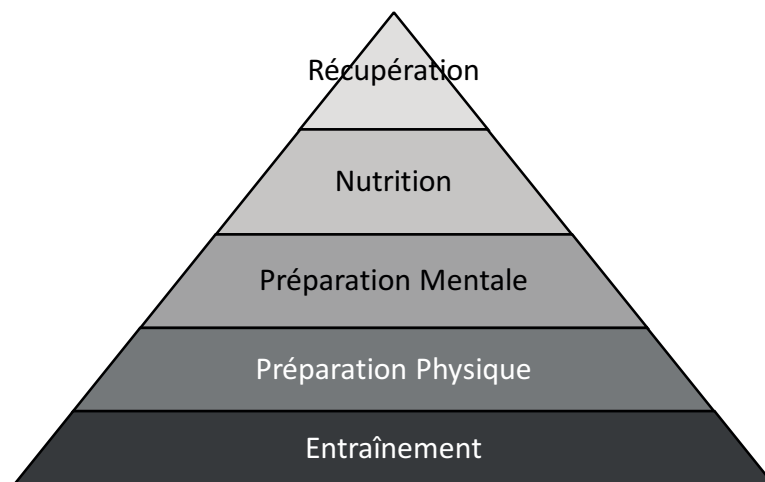 Récupération
Nutrition
Préparation Mentale
Préparation Physique
Entraînement